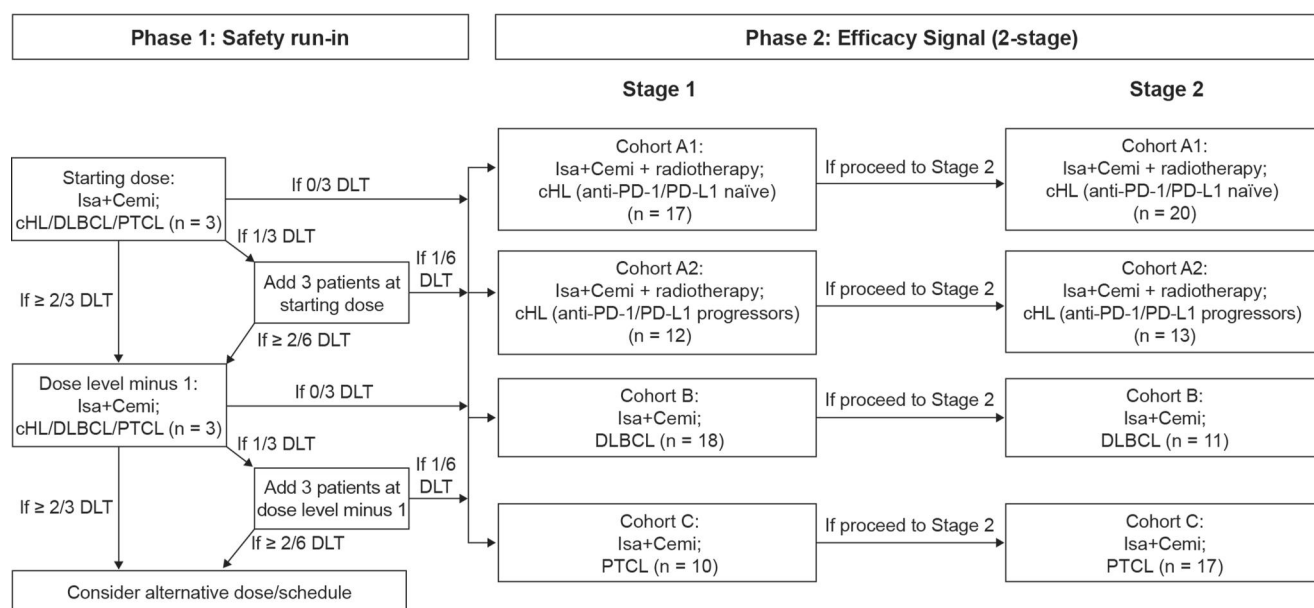 Phase 1: Safety run-in
Phase 2: Efficacy Signal (2-stage)
Stage 1
Stage 2
Starting dose:
Isa+Cemi;
cHL/DLBCL/PTCL (n = 3)
If 0/3 DLT
If 1/3 DLT
If ≥ 2/3 DLT
Add 3 patients at
starting dose
If 1/6
DLT
If ≥ 2/6 DLT
Dose level minus 1:
Isa+Cemi;
cHL/DLBCL/PTCL (n = 3)
If 0/3 DLT
If 1/3 DLT
If ≥ 2/3 DLT
Add 3 patients at
dose level minus 1
If 1/6
DLT
If ≥ 2/6 DLT
Consider alternative dose/schedule
Cohort A1:
Isa+Cemi + radiotherapy;
cHL (anti-PD-1/PD-L1 naïve)
(n = 17)
If proceed to Stage 2
Cohort A1:
Isa+Cemi + radiotherapy;
cHL (anti-PD-1/PD-L1 naïve)
(n = 20)
Cohort A2:
Isa+Cemi + radiotherapy;
cHL (anti-PD-1/PD-L1 progressors)
(n = 12)
If proceed to Stage 2
Cohort A2:
Isa+Cemi + radiotherapy;
cHL (anti-PD-1/PD-L1 progressors)
(n = 13)
Cohort B:
Isa+Cemi;
DLBCL (n = 18)
If proceed to Stage 2
Cohort B:
Isa+Cemi;
DLBCL (n = 11)
Cohort C:
Isa+Cemi;
PTCL (n = 10)
If proceed to Stage 2
Cohort C:
Isa+Cemi;
PTCL (n = 17)